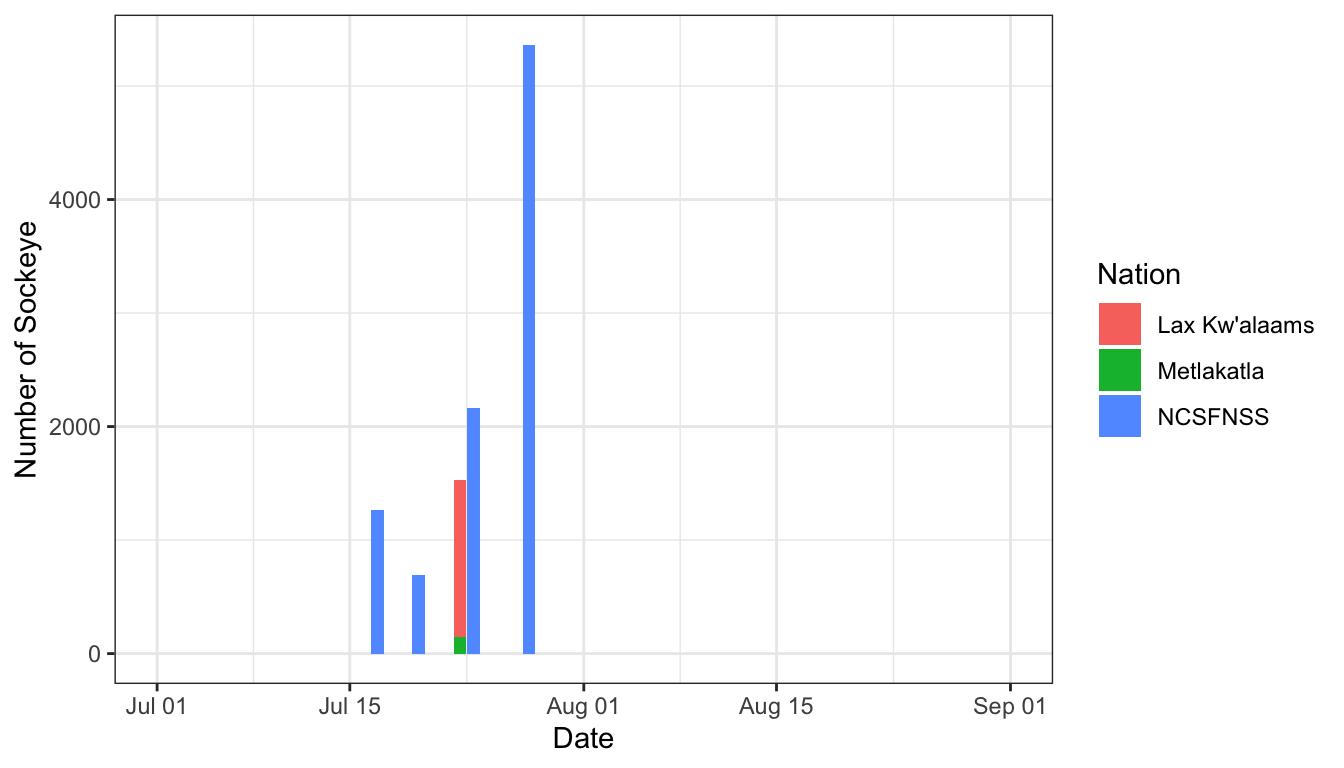 Number of Sockeye
4000
2000
0
Jul 01
Jul 15
Aug 01
Aug 15
Sep 01
Date
Nation
Lax Kw'alaams
Metlakatla
NCSFNSS